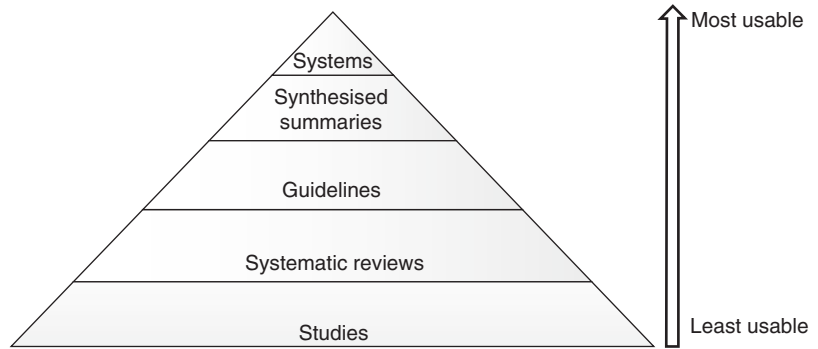 Most usable
Systems
Synthesised
summaries
Guidelines
Systematic reviews
Least usable
Studies